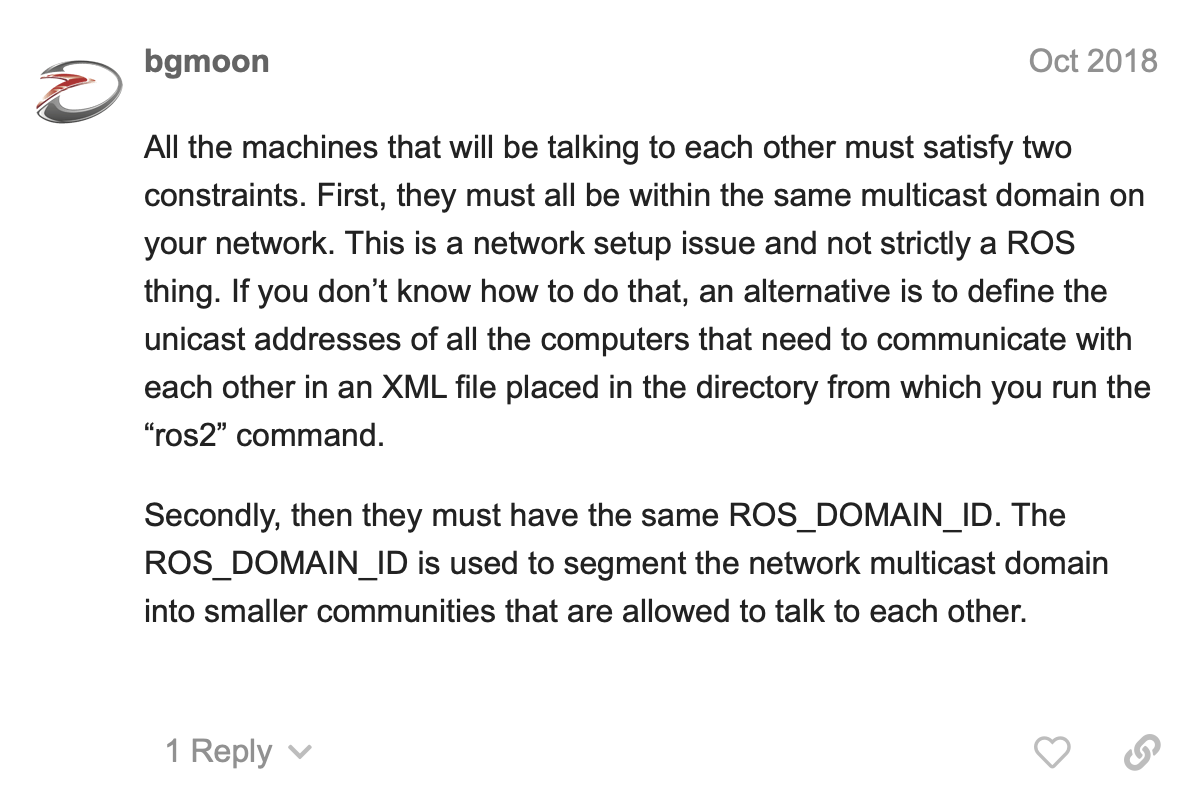 bgmoon
Oct 2018
All the machines that will be talking to each other must satisfy two
constraints. First, they must all be within the same multicast domain on
your network. This is a network setup issue and not strictly a ROS
thing. If you don’t know how to do that, an alternative is to define the
unicast addresses of all the computers that need to communicate with
each other in an XML file placed in the directory from which you run the
“ros2” command.
Secondly, then they must have the same ROS_DOMAIN_ID. The
ROS_DOMAIN_ID is used to segment the network multicast domain
into smaller communities that are allowed to talk to each other.
1 Reply